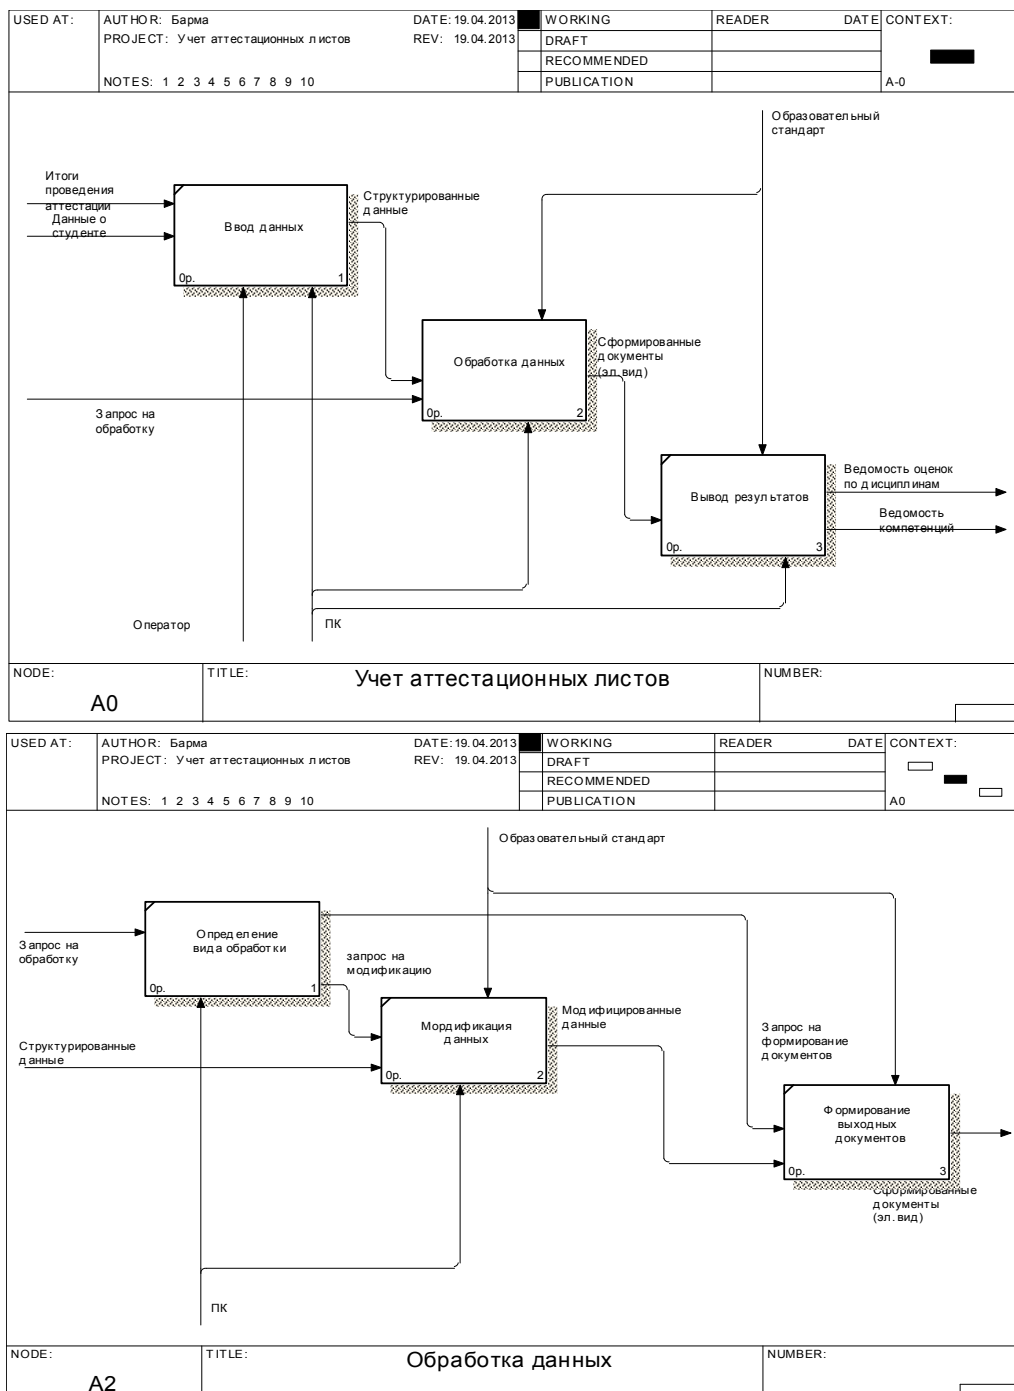 USED AT:
AUTHOR: Барма
DATE: 19.04.2013
PROJECT: Учет аттестационных листов
REV: 19.04.2013
NOTES: 1 2 3 4 5 6 7 8 9 10
WORKING
DRAFT
RECOMMENDED
PUBLICATION
READER
DATE
CONTEXT:
A-0
Образовательный
стандарт
Итоги
проведения
аттестации
Данные о
студенте
Ввод данных
0р.
1
Структурированные
данные
Обработка данных
0р.
2
Сформированные
документы
(эл.вид)
Запрос на
обработку
Вывод результатов
0р.
3
Ведомость оценок
по дисциплинам
Ведомость
компетенций
Оператор
ПК
NODE:
A0
TITLE:
Учет аттестационных листов
NUMBER:
USED AT:
AUTHOR: Барма
DATE: 19.04.2013
PROJECT: Учет аттестационных листов
REV: 19.04.2013
NOTES: 1 2 3 4 5 6 7 8 9 10
WORKING
DRAFT
RECOMMENDED
PUBLICATION
READER
DATE
CONTEXT:
A0
Образовательный стандарт
Запрос на
обработку
Определение
вида обработки
0р.
1
запрос на
модификацию
Структурированные
данные
Мордификация
данных
0р.
2
Модифицированные
данные
Запрос на
формирование
документов
Формирование
выходных
документов
0р.
3
Сформированные
документы
(эл.вид)
ПК
NODE:
A2
TITLE:
Обработка данных
NUMBER: